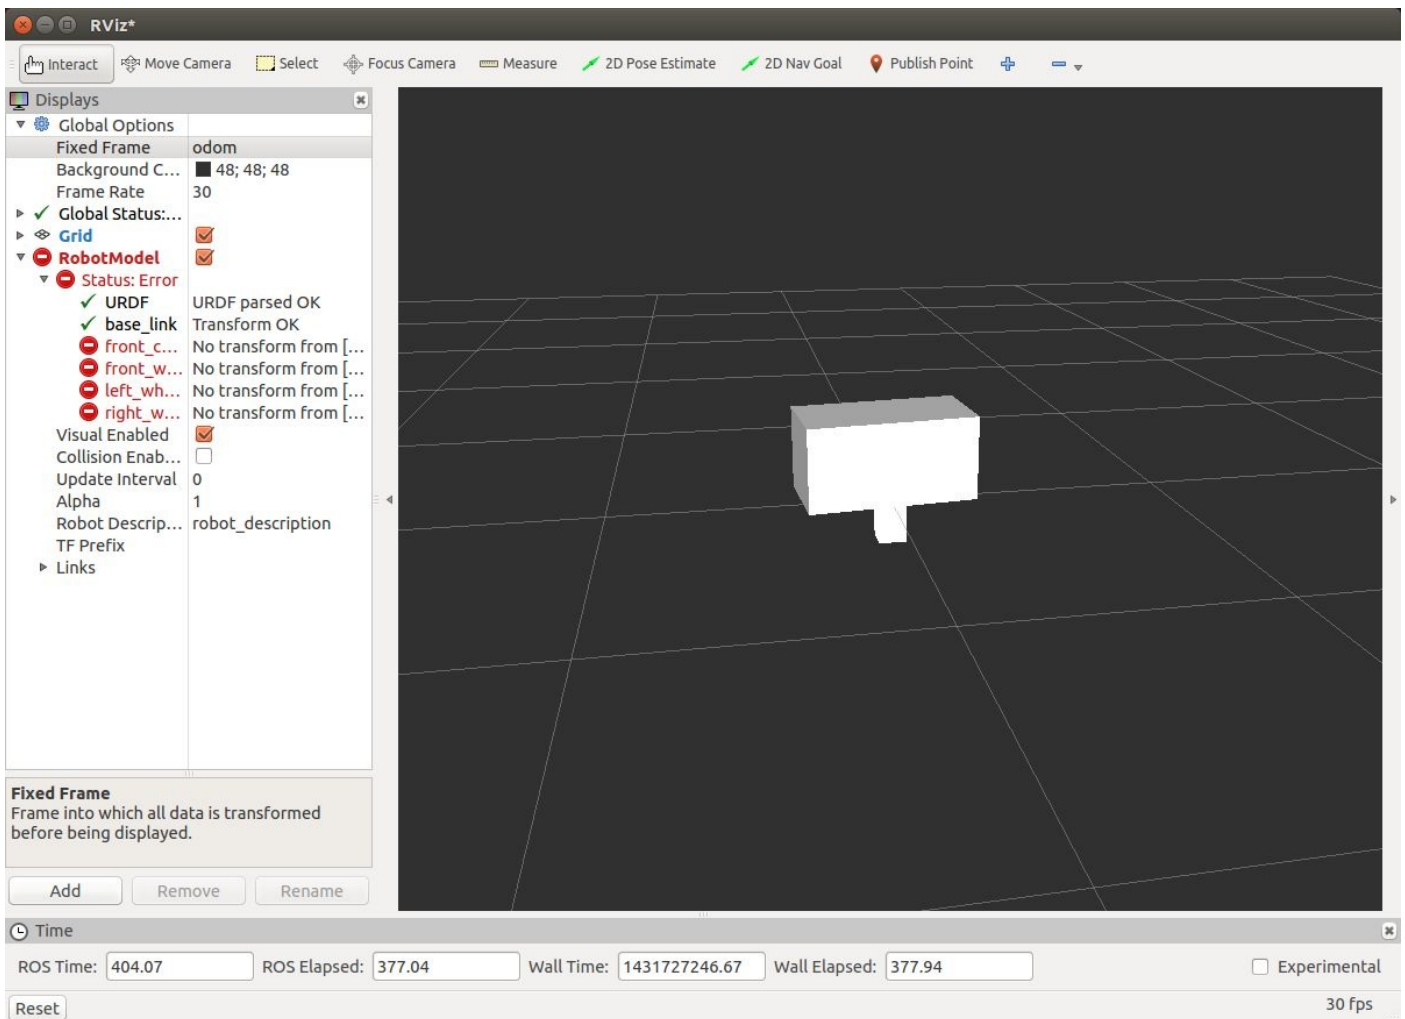 RViz*
Interact Move Camera Select Focus Camera Measure 2D Pose Estimate 2D Nav Goal Publish Point
Displays
Global Options
Fixed Frame odom
Background C... 48; 48; 48
Frame Rate 30
Global Status:...
Grid
RobotModel
Status: Error
URDF URDF parsed OK
base_link Transform OK
front_c... No transform from [...
front_w... No transform from [...
left_wh... No transform from [...
right_w... No transform from [...
Visual Enabled
Collision Enab...
Update Interval 0
Alpha 1
Robot Descrip... robot_description
TF Prefix
Links
Fixed Frame
Frame into which all data is transformed
before being displayed.
Add Remove Rename
Time
ROS Time: 404.07 ROS Elapsed: 377.04 Wall Time: 1431727246.67 Wall Elapsed: 377.94 Experimental
Reset 30 fps